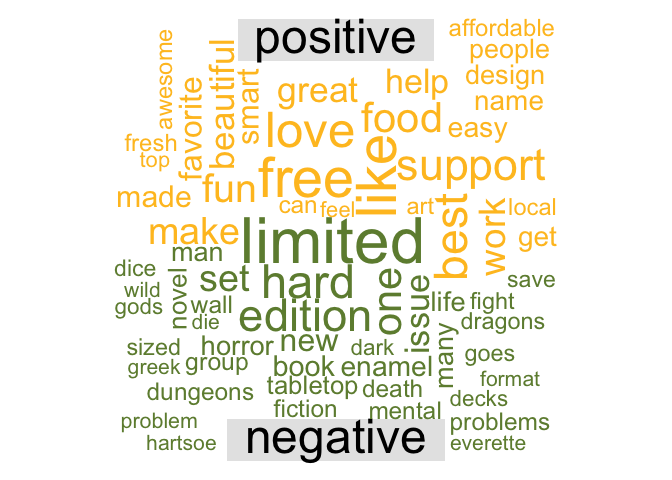 positive
affordable
people
awesome
beautiful
design
help
great
smart
favorite
name
food
love
easy
fresh
top
support
like
free
fun
made
can
feel
art
local
best
work
make
get
limited
man
dice
set
hard
one
issue
save
wild
novel
gods
wall
die
edition
life
fight
dragons
many
sized
horror
new
dark
greek
group
book
enamel
goes
format
dungeons
tabletop
death
decks
fiction
mental
problem
problems
hartsoe
negative
everette